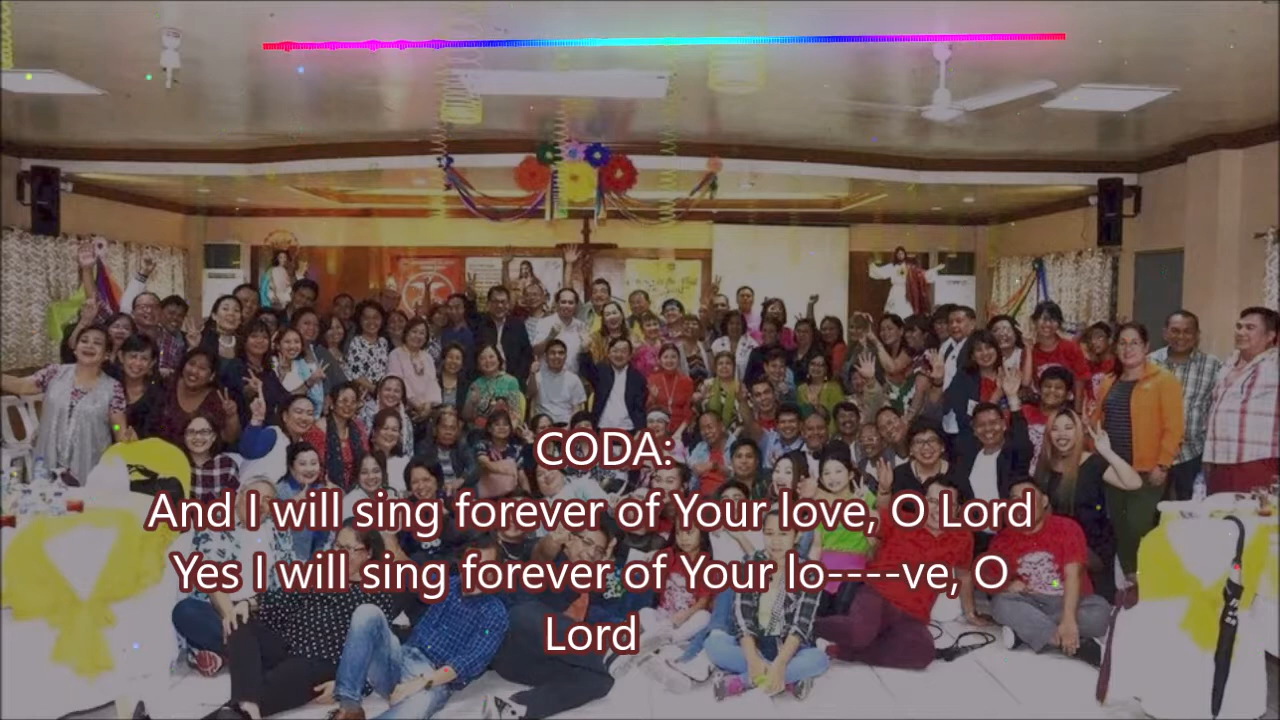 CODA:
And I will sing forever of Your love, O Lord
Yes I will sing forever of Your lo----ve, O
Lord